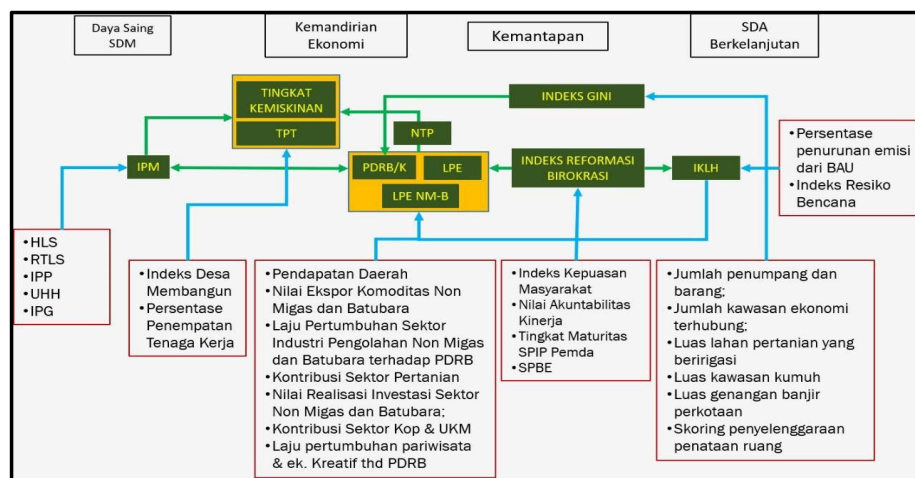 Daya Saing
SDM
Kemandirian
Ekonomi
Kemantapan
SDA
Berkelanjutan
TINGKAT
KEMISKINAN
TPT
INDEKS GINI
NTP
IPM
PDRB/K
LPE
LPE NM-B
INDEKS REFORMASI
BIROKRASI
IKLH
•Persentase
penurunan emisi
dari BAU
•Indeks Resiko
Bencana
•HLS
•RTLS
•IPP
•UHH
•IPG
•Indeks Desa
Membangun
•Persentase
Penempatan
Tenaga Kerja
•Pendapatan Daerah
•Nilai Ekspor Komoditas Non
Migas dan Batubara
•Laju Pertumbuhan Sektor
Industri Pengolahan Non Migas
dan Batubara terhadap PDRB
•Kontribusi Sektor Pertanian
•Nilai Realisasi Investasi Sektor
Non Migas dan Batubara;
•Kontribusi Sektor Kop & UKM
•Laju pertumbuhan pariwisata
& ek. Kreatif thd PDRB
•Indeks Kepuasan
Masyarakat
•Nilai Akuntabilitas
Kinerja
•Tingkat Maturitas
SPIP Pemda
•SPBE
•Jumlah penumpang dan
barang;
•Jumlah kawasan ekonomi
terhubung;
•Luas lahan pertanian yang
beririgasi
•Luas kawasan kumuh
•Luas genangan banjir
perkotaan
•Skoring penyelenggaraan
penataan ruang